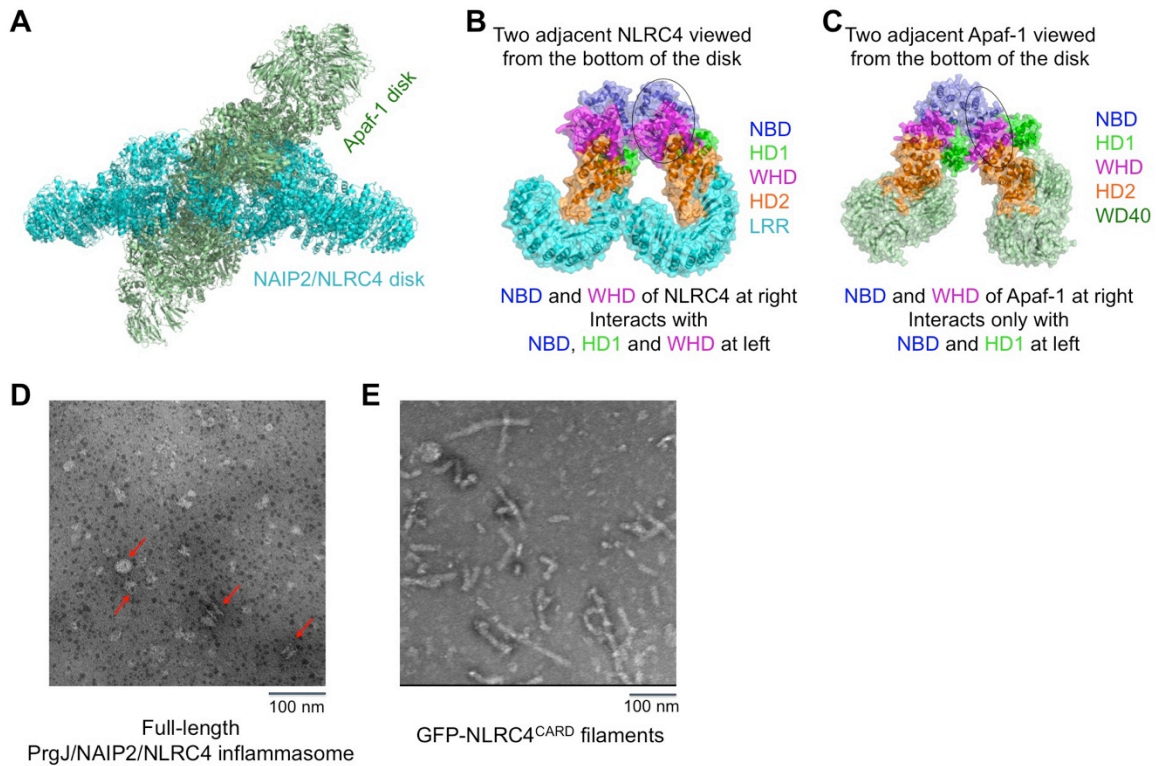 A
Apaf-1 disk
NAIP2/NLRC4 disk
B
Two adjacent NLRC4 viewed
from the bottom of the disk
NBD
HD1
WHD
HD2
LRR
NBD and WHD of NLRC4 at right
Interacts with
NBD, HD1 and WHD at left
C
Two adjacent Apaf-1 viewed
from the bottom of the disk
NBD
HD1
WHD
HD2
WD40
NBD and WHD of Apaf-1 at right
Interacts only with
NBD and HD1 at left
D
100 nm
Full-length
PrgJ/NAIP2/NLRC4 inflammasome
E
100 nm
GFP-NLRC4ᶜᴬᴿᴰ filaments